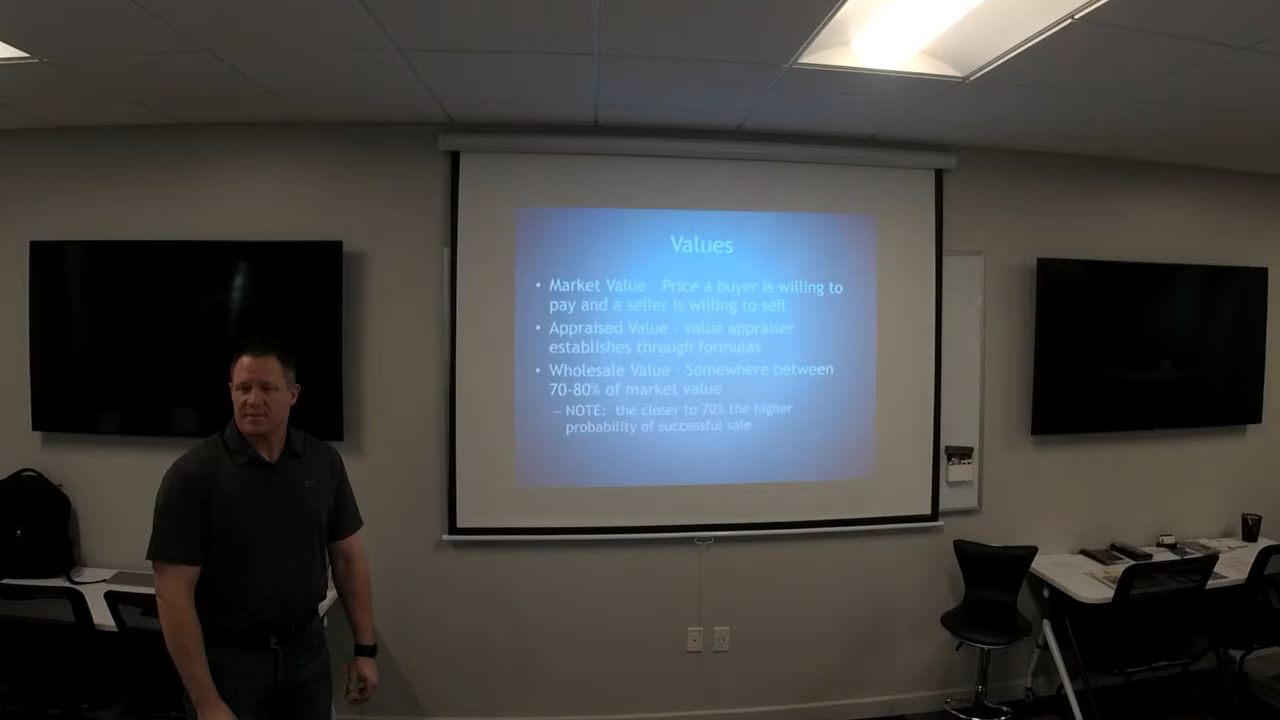 Values
• Market Value - Price a buyer is willing to
pay and a seller is willing to sell
• Appraised Value - value appraiser
establishes through formulas
• Wholesale Value - Somewhere between
70-80% of market value
– NOTE: the closer to 70% the higher
probability of successful sale